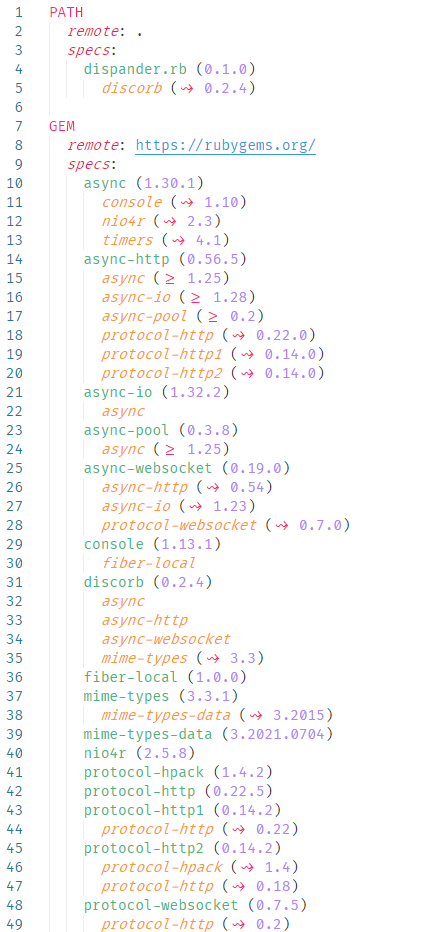 1 PATH
2 remote: .
3 specs:
4 dispander.rb (0.1.0)
5 discorb (~> 0.2.4)
6
7 GEM
8 remote: https://rubygems.org/
9 specs:
10 async (1.30.1)
11 console (~> 1.10)
12 nio4r (~> 2.3)
13 timers (~> 4.1)
14 async-http (0.56.5)
15 async (≥ 1.25)
16 async-io (≥ 1.28)
17 async-pool (≥ 0.2)
18 protocol-http (~> 0.22.0)
19 protocol-http1 (~> 0.14.0)
20 protocol-http2 (~> 0.14.0)
21 async-io (1.32.2)
22 async
23 async-pool (0.3.8)
24 async (≥ 1.25)
25 async-websocket (0.19.0)
26 async-http (~> 0.54)
27 async-io (~> 1.23)
28 protocol-websocket (~> 0.7.0)
29 console (1.13.1)
30 fiber-local
31 discorb (0.2.4)
32 async
33 async-http
34 async-websocket
35 mime-types (~> 3.3)
36 fiber-local (1.0.0)
37 mime-types (3.3.1)
38 mime-types-data (~> 3.2015)
39 mime-types-data (3.2021.0704)
40 nio4r (2.5.8)
41 protocol-hpack (1.4.2)
42 protocol-http (0.22.5)
43 protocol-http1 (0.14.2)
44 protocol-http (~> 0.22)
45 protocol-http2 (0.14.2)
46 protocol-hpack (~> 1.4)
47 protocol-http (~> 0.18)
48 protocol-websocket (0.7.5)
49 protocol-http (~> 0.2)